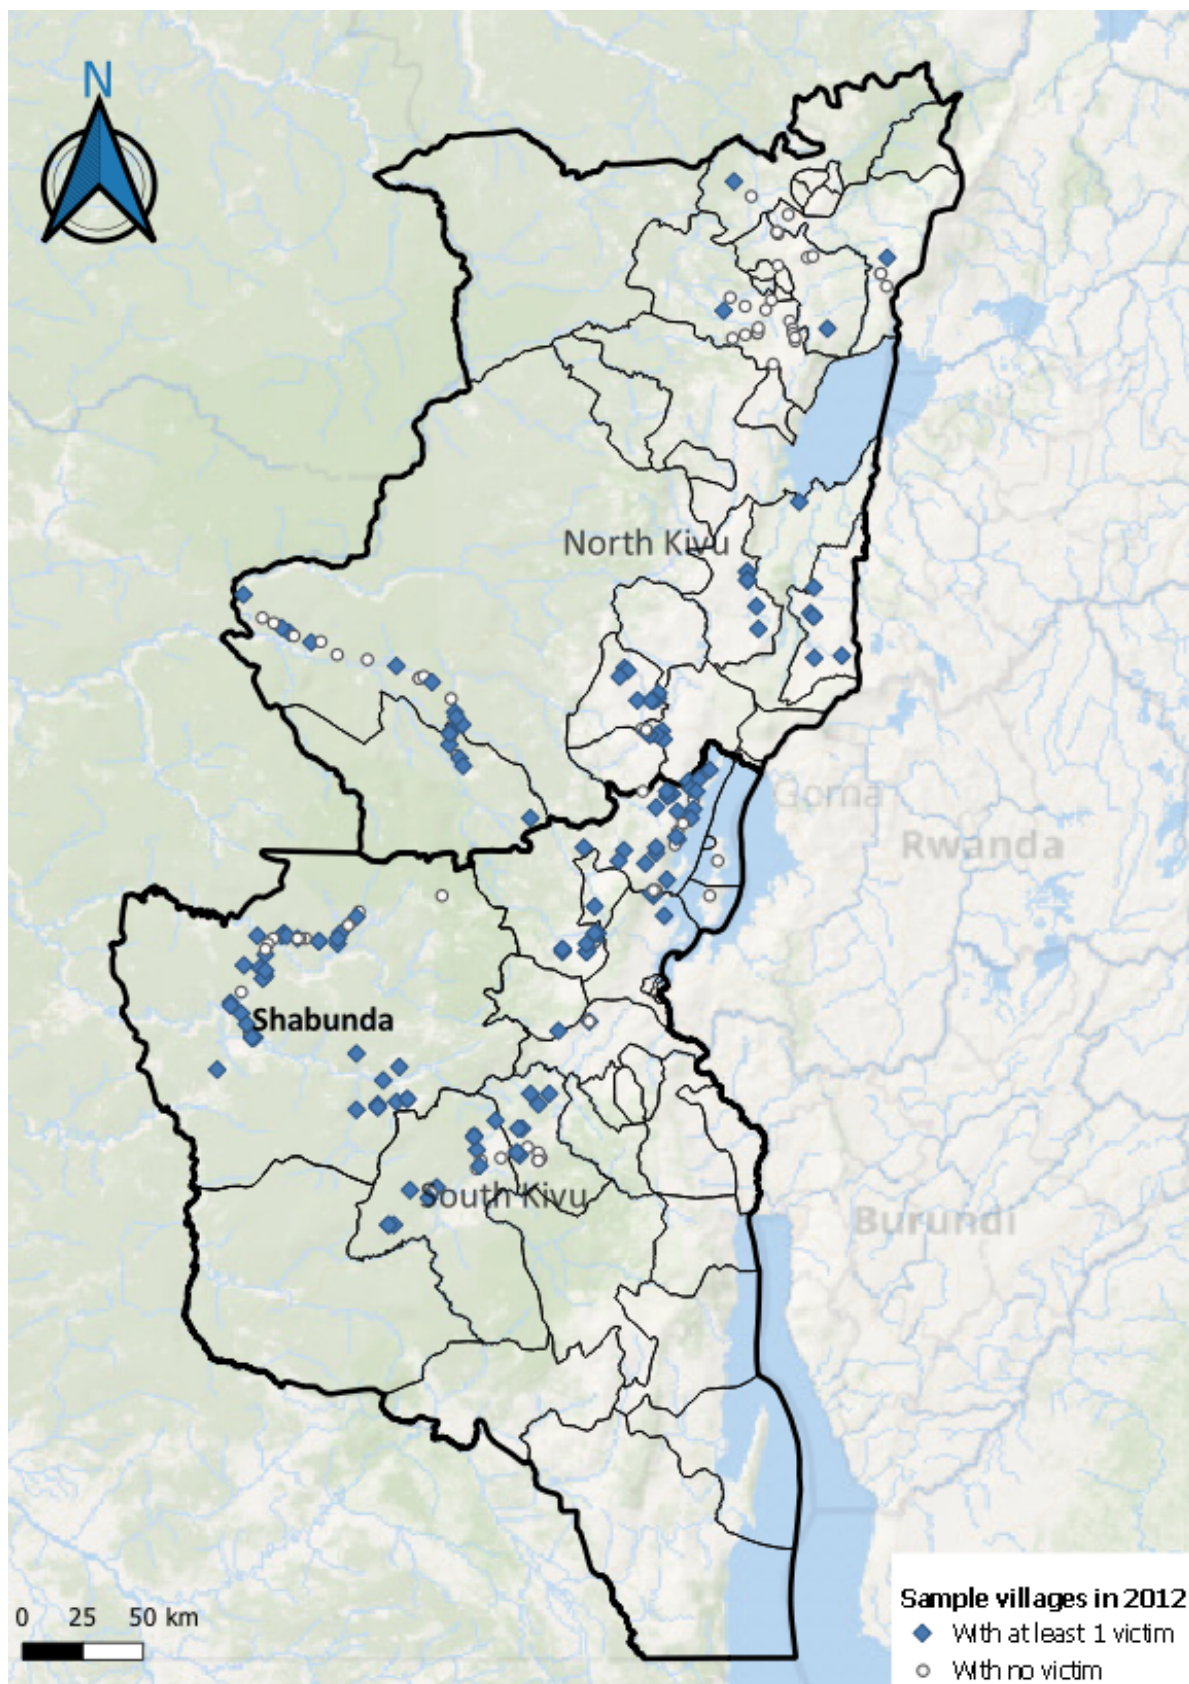 N
North Kivu
Goma
Rwanda
Shabunda
South Kivu
Burundi
0 25 50 km
Sample villages in 2012
With at least 1 victim
With no victim